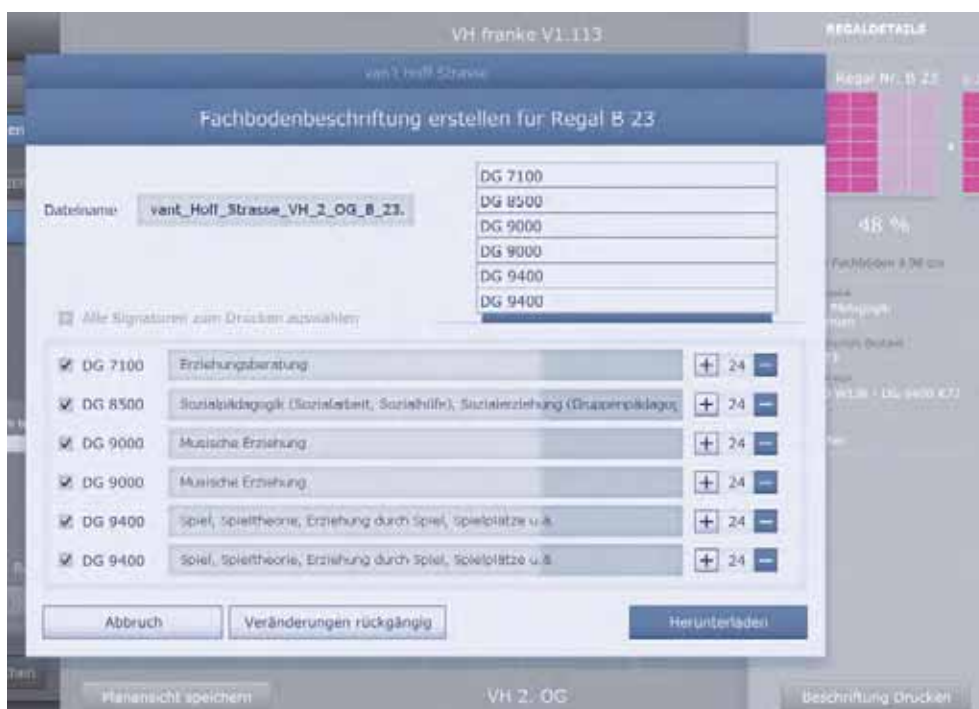 VH franke V1.113
REGALDETAILS
van't Hoff Strasse
Regal Nr. B 23
Fachbodenbeschriftung erstellen für Regal B 23
DG 7100
DG 8500
DG 9000
DG 9000
DG 9400
DG 9400
Dateiname
vant_Hoff_Strasse_VH_2_OG_B_23.
48 %
Alle Signaturen zum Drucken auswählen
DG 7100 Erziehungsberatung + 24 −
DG 8500 Sozialpädagogik (Sozialarbeit, Sozialhilfe), Sozialerziehung (Gruppenpädagog + 24 −
DG 9000 Musische Erziehung + 24 −
DG 9000 Musische Erziehung + 24 −
DG 9400 Spiel, Spieltheorie, Erziehung durch Spiel, Spielplätze u.ä. + 24 −
DG 9400 Spiel, Spieltheorie, Erziehung durch Spiel, Spielplätze u.ä. + 24 −
Abbruch
Veränderungen rückgängig
Herunterladen
Planansicht speichern
VH 2. OG
Beschriftung Drucken